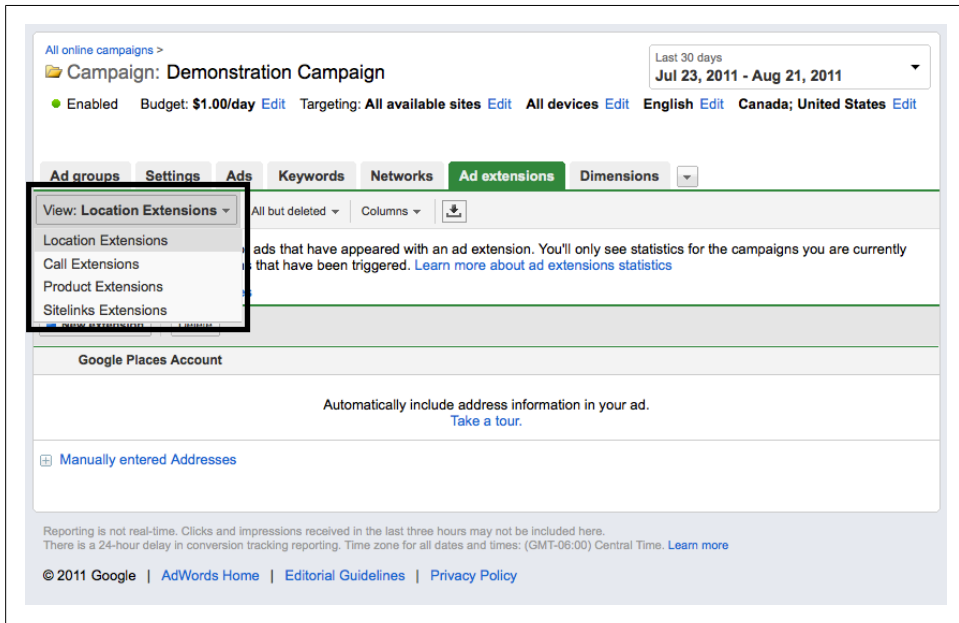 All online campaigns >
Campaign: Demonstration Campaign
Last 30 days
Jul 23, 2011 - Aug 21, 2011
Enabled Budget: $1.00/day Edit Targeting: All available sites Edit All devices Edit English Edit Canada; United States Edit
Ad groups Settings Ads Keywords Networks Ad extensions Dimensions
View: Location Extensions All but deleted Columns
Location Extensions
Call Extensions
Product Extensions
Sitelinks Extensions
ads that have appeared with an ad extension. You'll only see statistics for the campaigns you are currently
that have been triggered. Learn more about ad extensions statistics
New extension Delete
Google Places Account
Automatically include address information in your ad.
Take a tour.
Manually entered Addresses
Reporting is not real-time. Clicks and impressions received in the last three hours may not be included here.
There is a 24-hour delay in conversion tracking reporting. Time zone for all dates and times: (GMT-06:00) Central Time. Learn more
© 2011 Google | AdWords Home | Editorial Guidelines | Privacy Policy